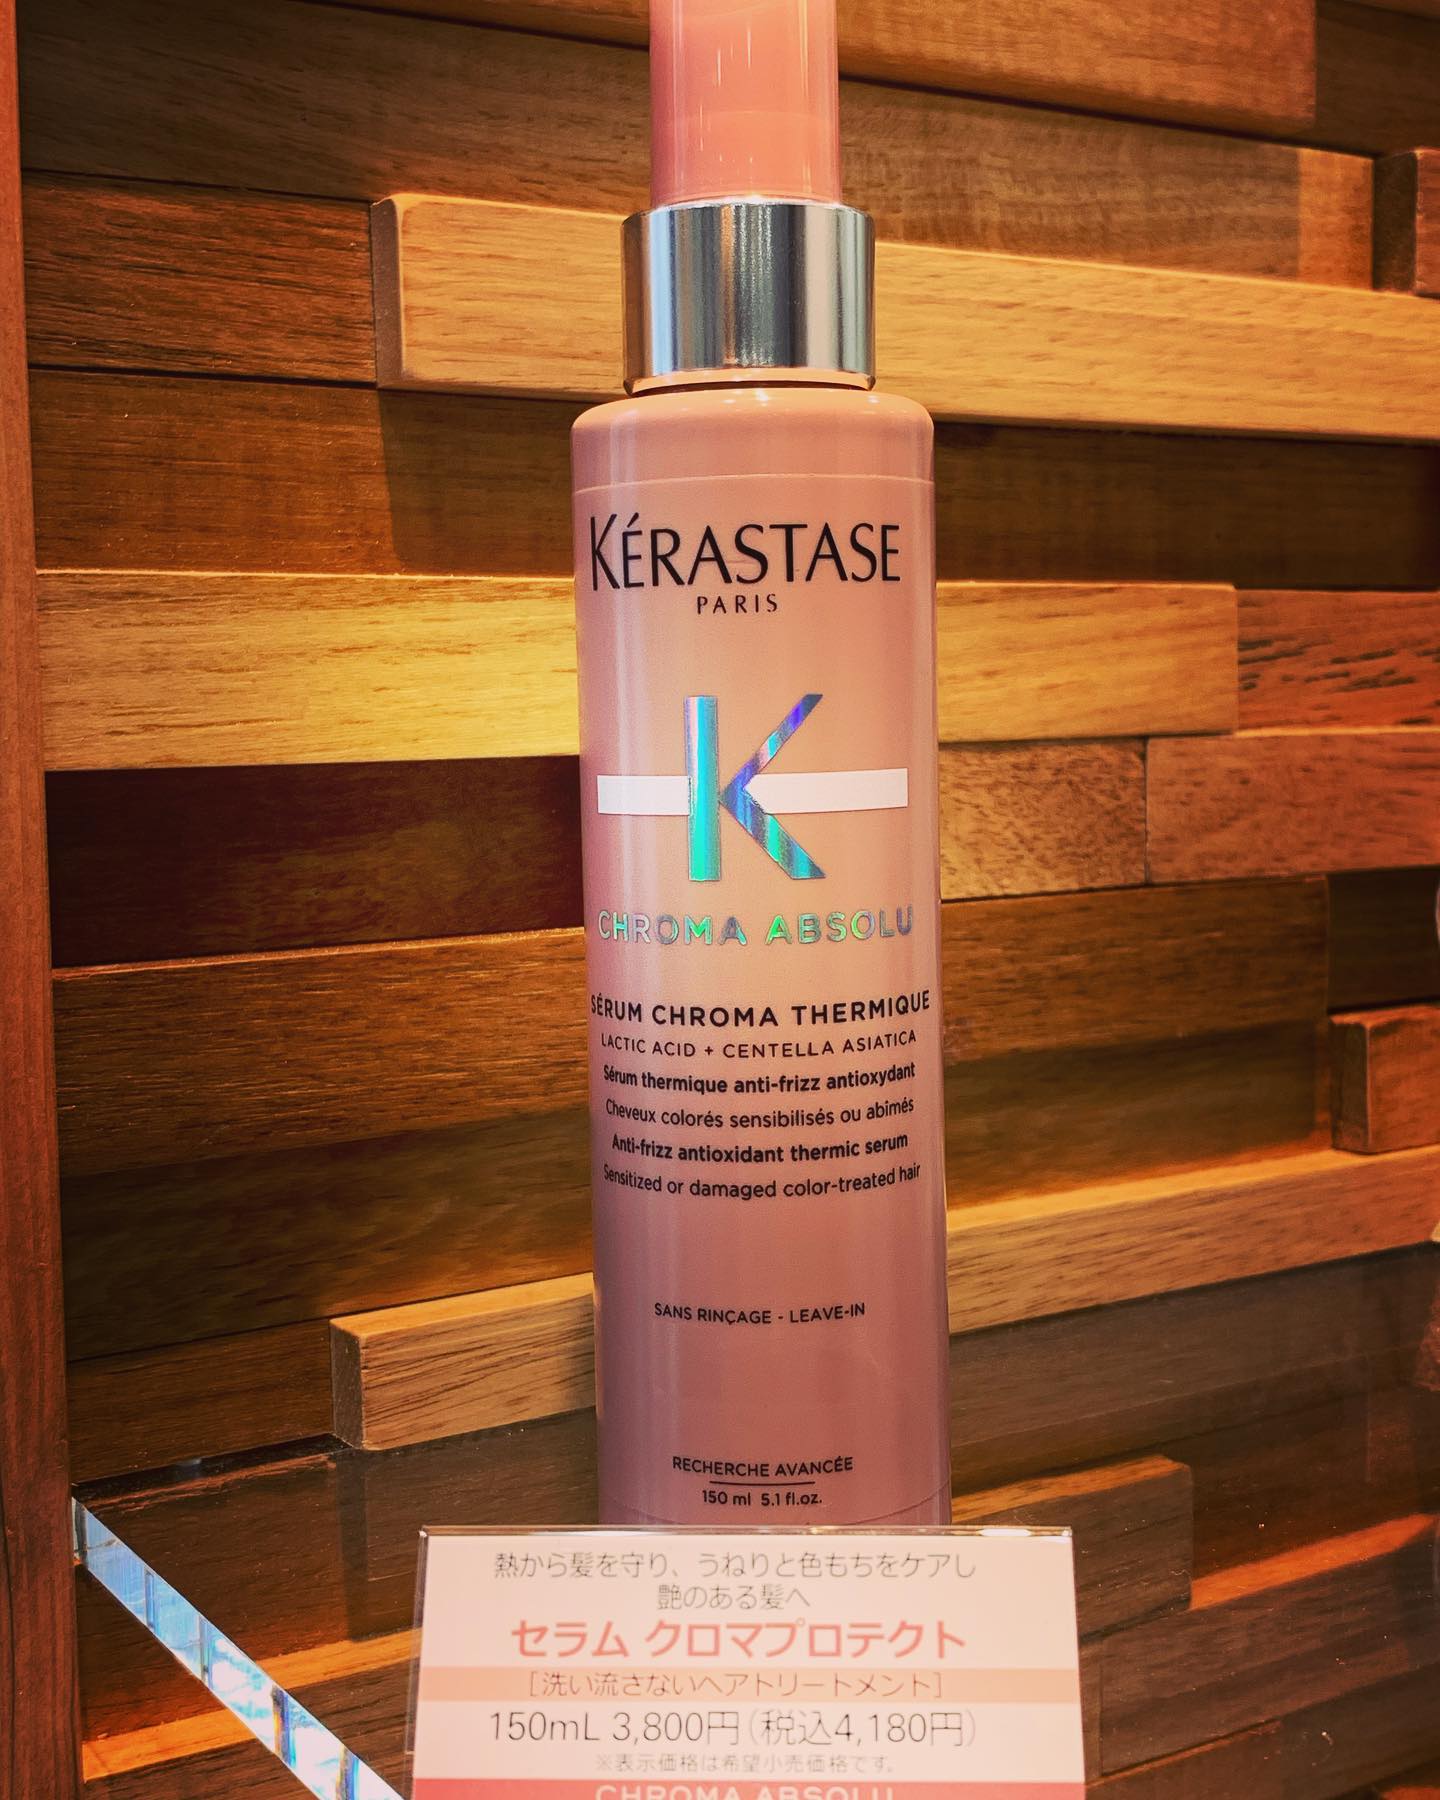 KÉRASTASE
PARIS
K
CHROMA ABSOLU
SÉRUM CHROMA THERMIQUE
LACTIC ACID + CENTELLA ASIATICA
Sérum thermique anti-frizz antioxydant
Cheveux colorés sensibilisés ou abîmés
Anti-frizz antioxidant thermic serum
Sensitized or damaged color-treated hair
SANS RINÇAGE - LEAVE-IN
RECHERCHE AVANCÉE
150 ml 5.1 fl.oz.
熱から髪を守り、うねりと色もちをケアし
艶のある髪へ
セラム クロマプロテクト
[洗い流さないヘアトリートメント]
150mL 3,800円(税込4,180円)
※表示価格は希望小売価格です。
CHROMA ABSOLU